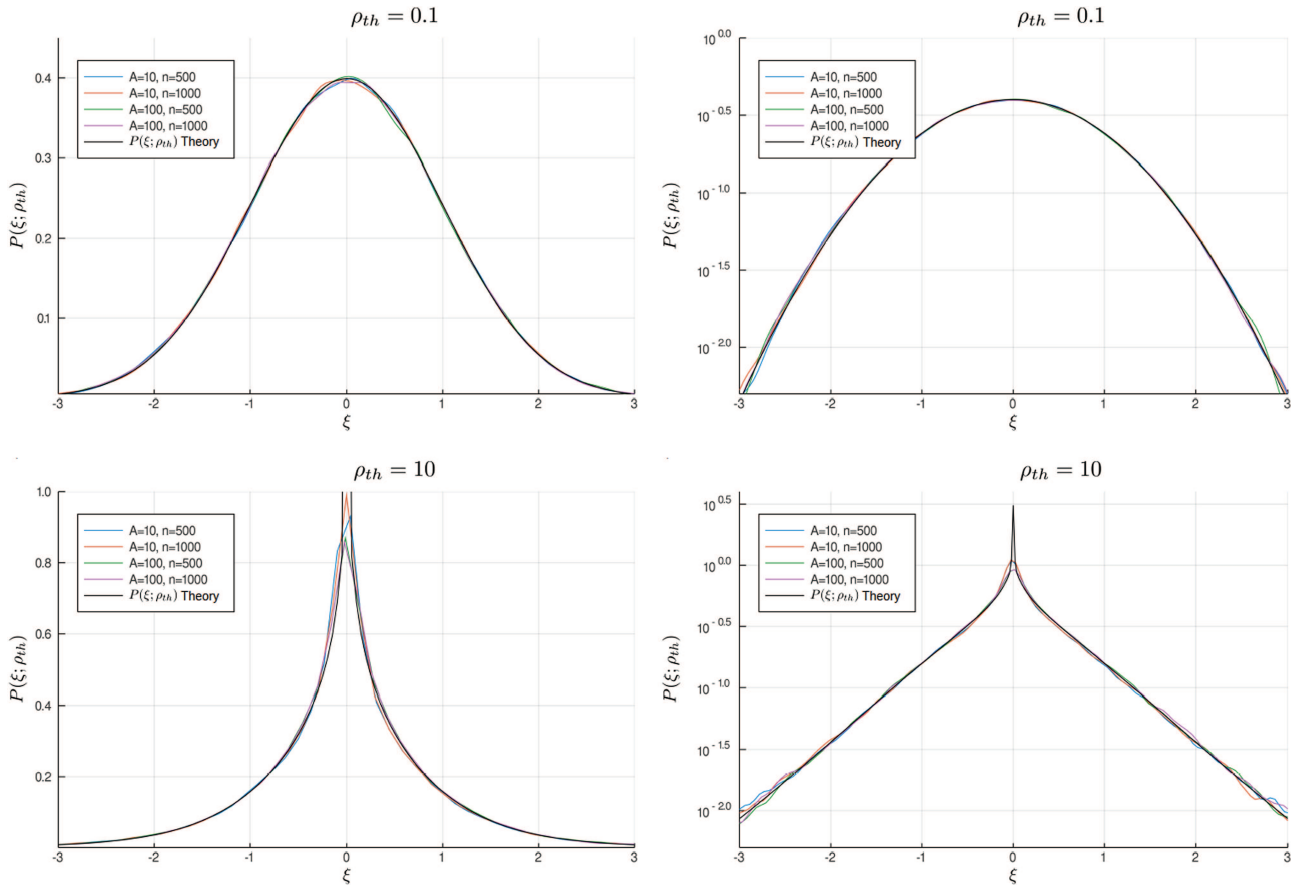 ρ_th = 0.1
A=10, n=500
A=10, n=1000
A=100, n=500
A=100, n=1000
P(ξ; ρ_th) Theory
P(ξ; ρ_th)
0.4
0.3
0.2
0.1
-3 -2 -1 0 1 2 3
ξ
ρ_th = 0.1
A=10, n=500
A=10, n=1000
A=100, n=500
A=100, n=1000
P(ξ; ρ_th) Theory
P(ξ; ρ_th)
10^0.0
10^-0.5
10^-1.0
10^-1.5
10^-2.0
-3 -2 -1 0 1 2 3
ξ
ρ_th = 10
A=10, n=500
A=10, n=1000
A=100, n=500
A=100, n=1000
P(ξ; ρ_th) Theory
P(ξ; ρ_th)
1.0
0.8
0.6
0.4
0.2
-3 -2 -1 0 1 2 3
ξ
ρ_th = 10
A=10, n=500
A=10, n=1000
A=100, n=500
A=100, n=1000
P(ξ; ρ_th) Theory
P(ξ; ρ_th)
10^0.5
10^0.0
10^-0.5
10^-1.0
10^-1.5
10^-2.0
-3 -2 -1 0 1 2 3
ξ